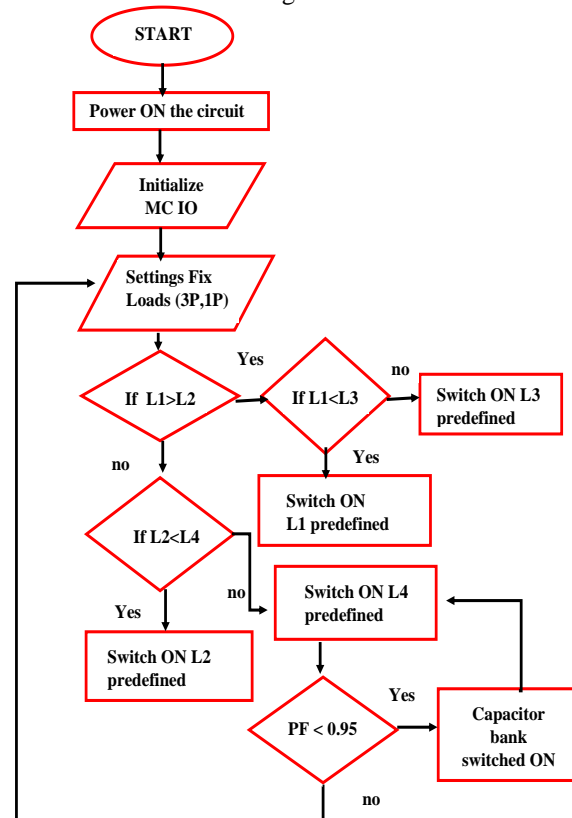 START
Power ON the circuit
Initialize
MC IO
Settings Fix
Loads (3P,1P)
Yes
no
If L1>L2
If L1<L3
Switch ON L3
predefined
no
Yes
Switch ON
L1 predefined
If L2<L4
no
Switch ON L4
predefined
Yes
Switch ON L2
predefined
Yes
PF < 0.95
Capacitor
bank
switched ON
no